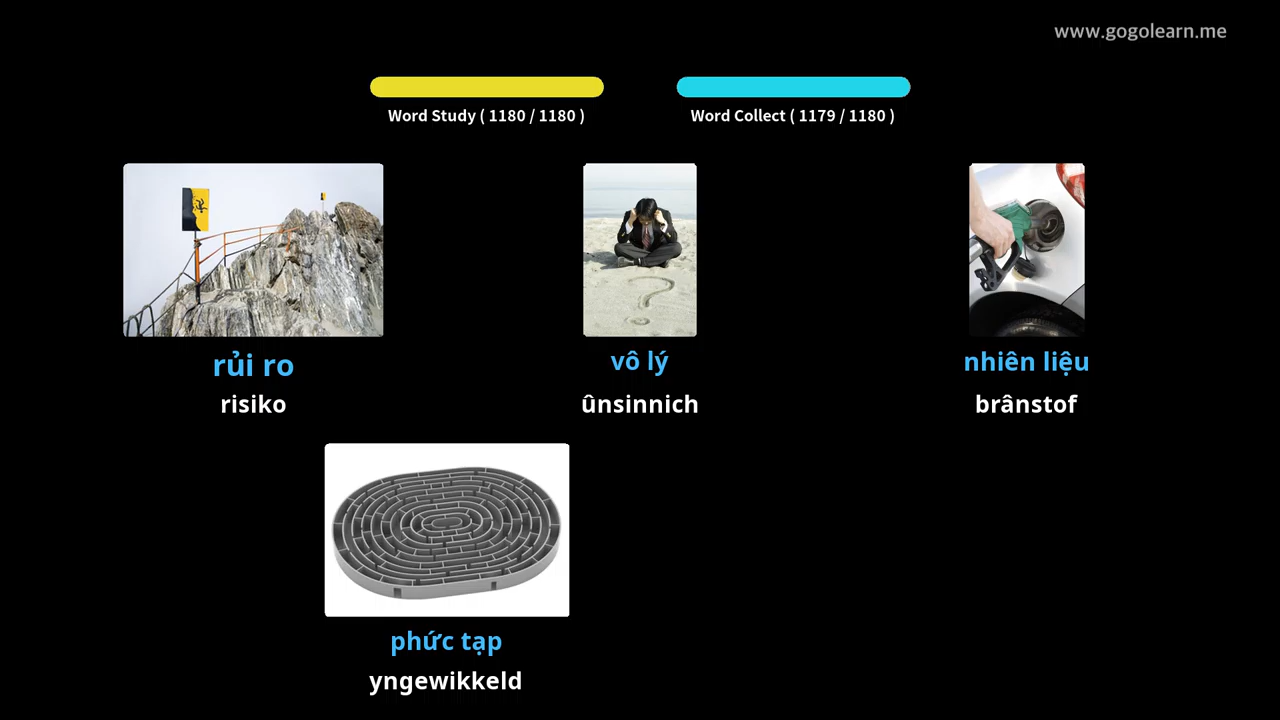 www.gogolearn.me
Word Study ( 1180 / 1180 )
Word Collect ( 1179 / 1180 )
rủi ro
risiko
vô lý
ûnsinnich
nhiên liệu
brânstof
phức tạp
yngewikkeld